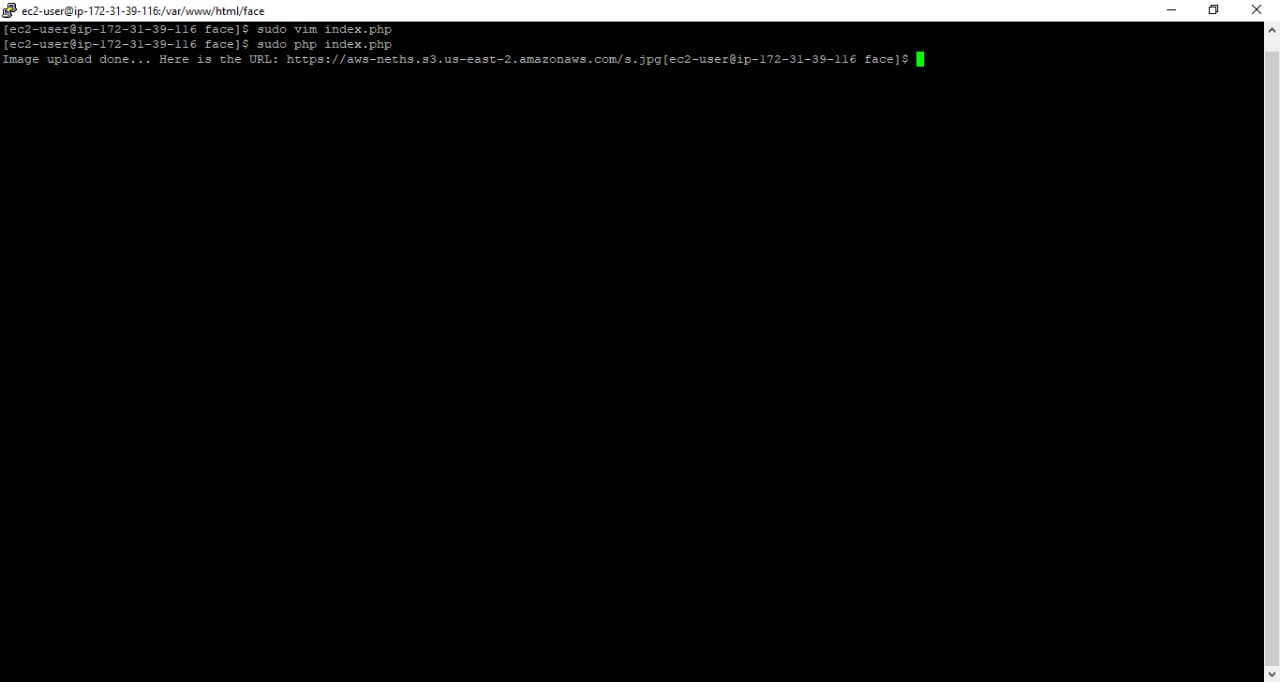 ec2-user@ip-172-31-39-116:/var/www/html/face
[ec2-user@ip-172-31-39-116 face]$ sudo vim index.php
[ec2-user@ip-172-31-39-116 face]$ sudo php index.php
Image upload done... Here is the URL: https://aws-neths.s3.us-east-2.amazonaws.com/s.jpg[ec2-user@ip-172-31-39-116 face]$